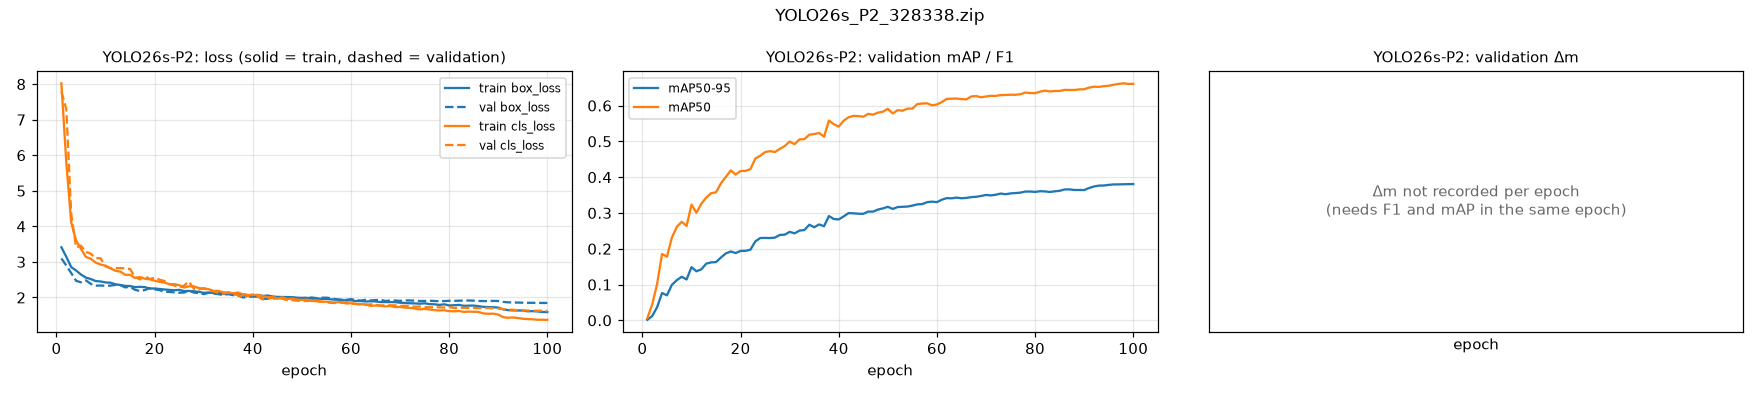 YOLO26s_P2_328338.zip
YOLO26s-P2: loss (solid = train, dashed = validation)
8
7
6
5
4
3
2
train box_loss
val box_loss
train cls_loss
val cls_loss
0 20 40 60 80 100
epoch
YOLO26s-P2: validation mAP / F1
mAP50-95
mAP50
0.6
0.5
0.4
0.3
0.2
0.1
0.0
0 20 40 60 80 100
epoch
YOLO26s-P2: validation Δm
Δm not recorded per epoch
(needs F1 and mAP in the same epoch)
epoch